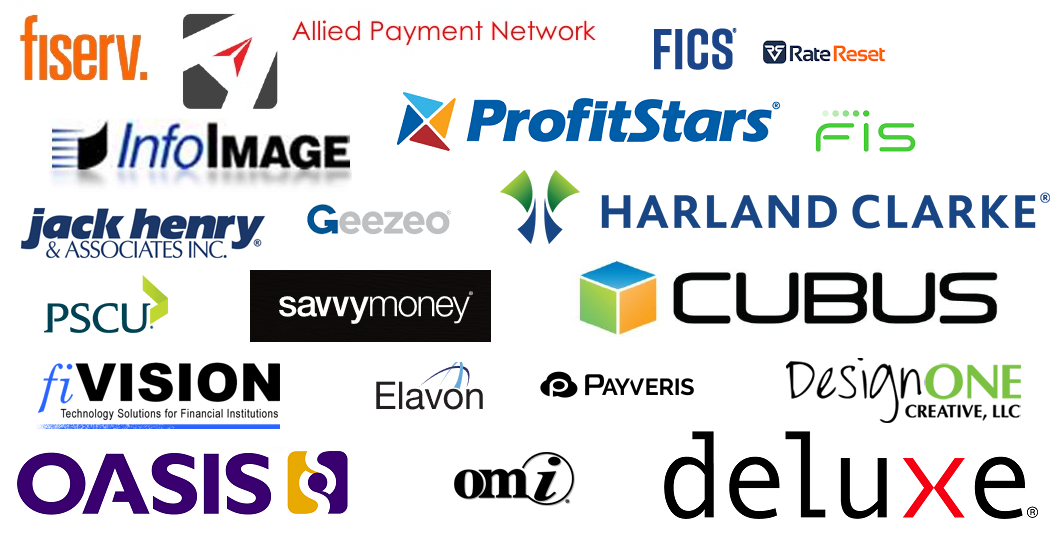 fiserv.
Allied Payment Network
FICS®
RateReset
InfoIMAGE
ProfitStars®
FIS
jack henry®
& ASSOCIATES INC.
Geezeo®
HARLAND CLARKE®
PSCU
savvymoney®
CUBUS
fiVISION
Technology Solutions for Financial Institutions
Elavon
PAYVERIS
DesignONE
CREATIVE, LLC
OASIS
omi®
deluxe®